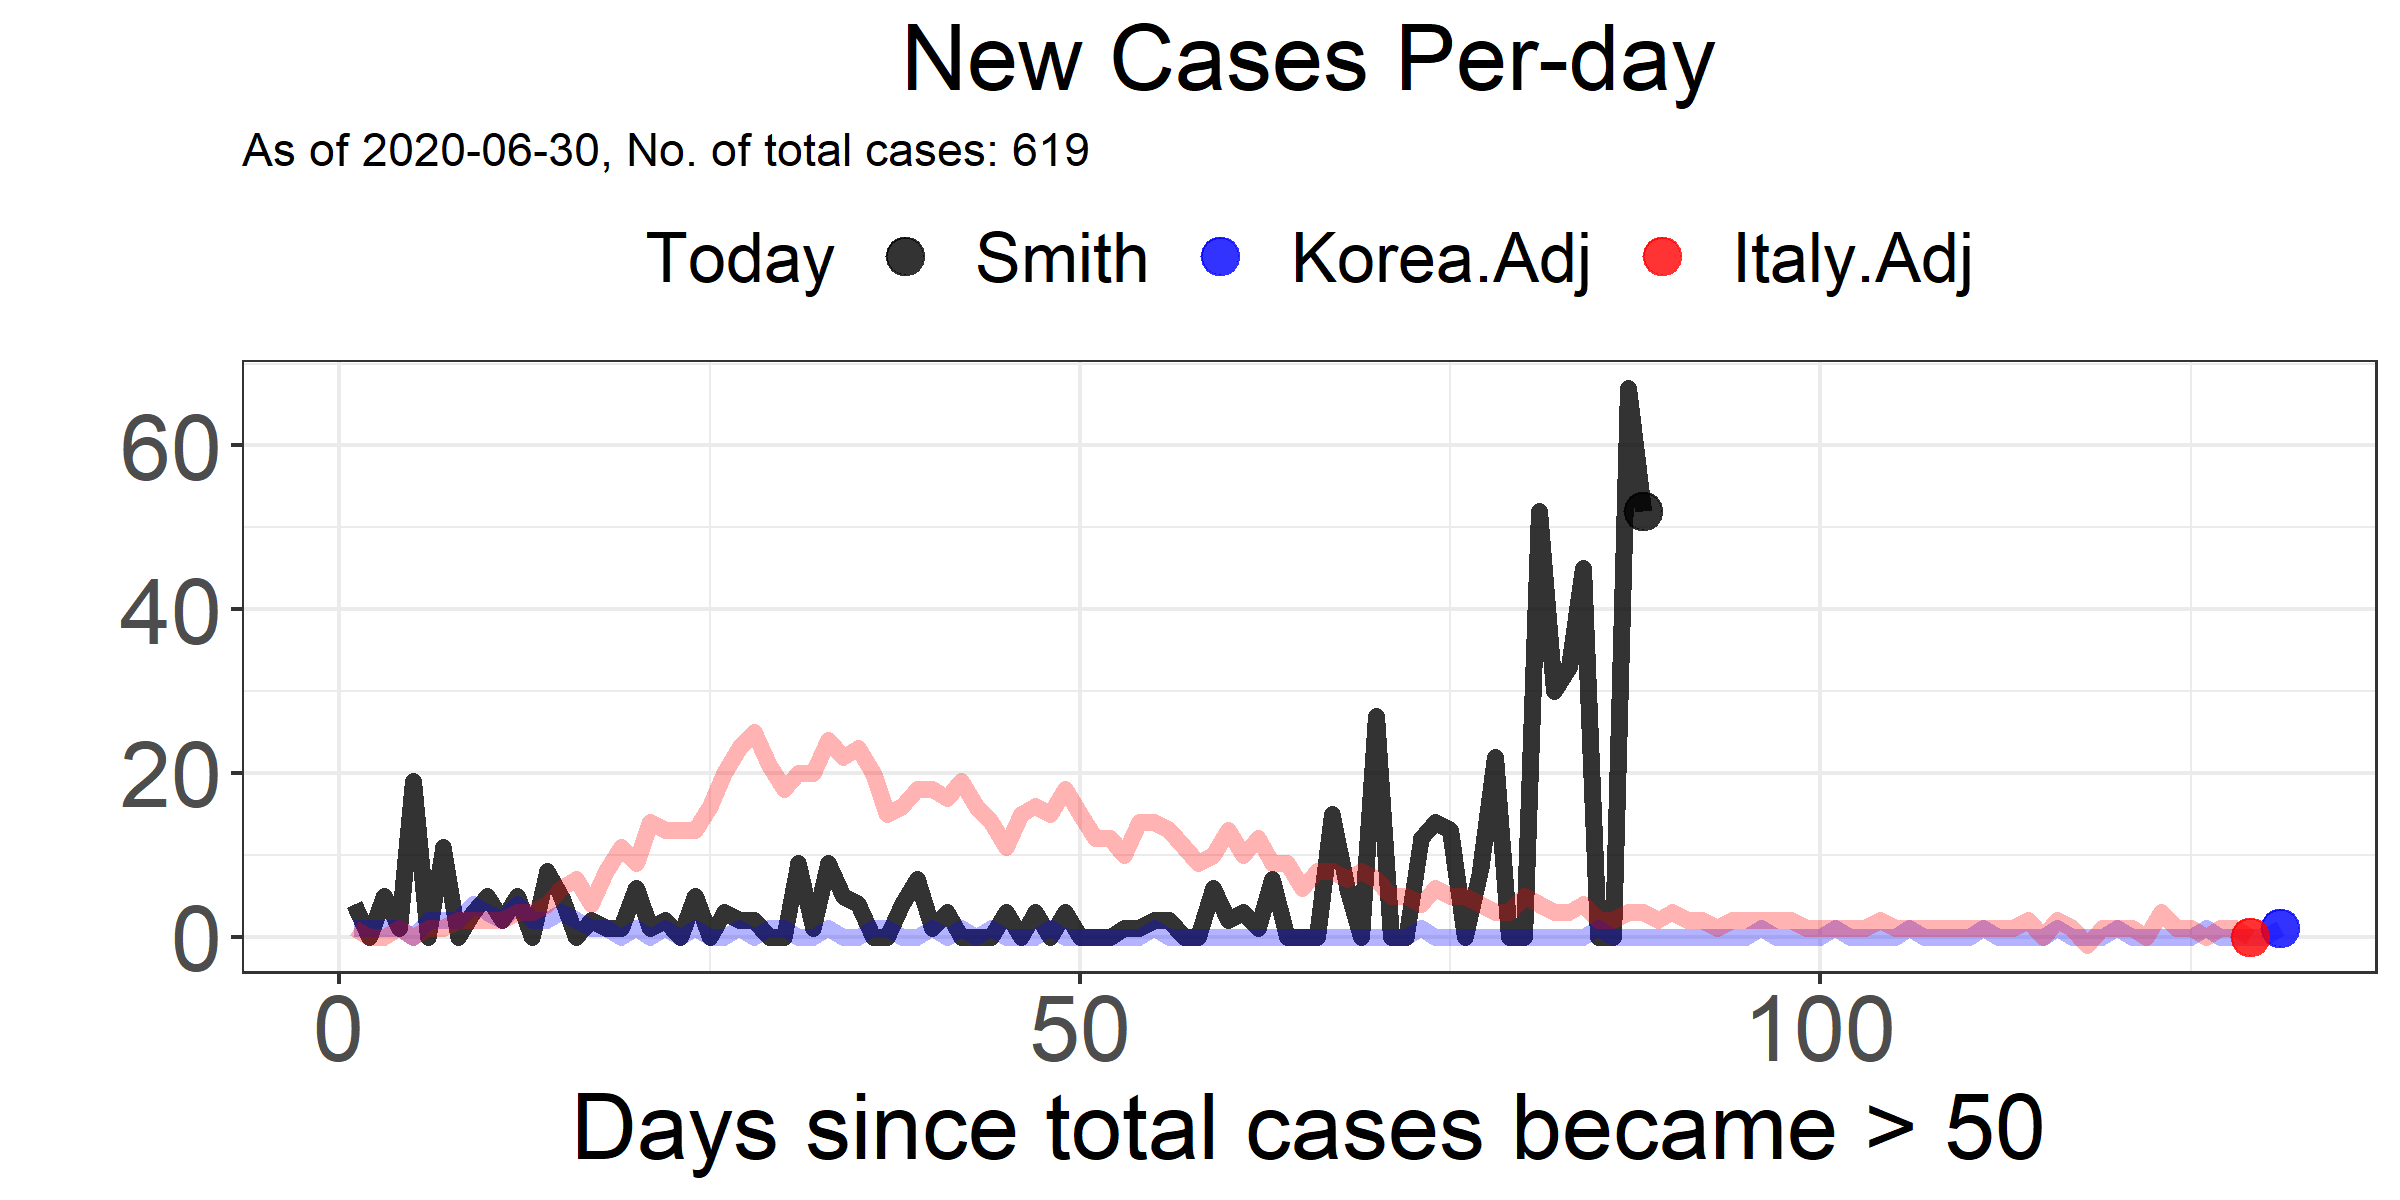 New Cases Per-day
As of 2020-06-30, No. of total cases: 619
Today Smith Korea.Adj Italy.Adj
60
40
20
0
0 50 100
Days since total cases became > 50